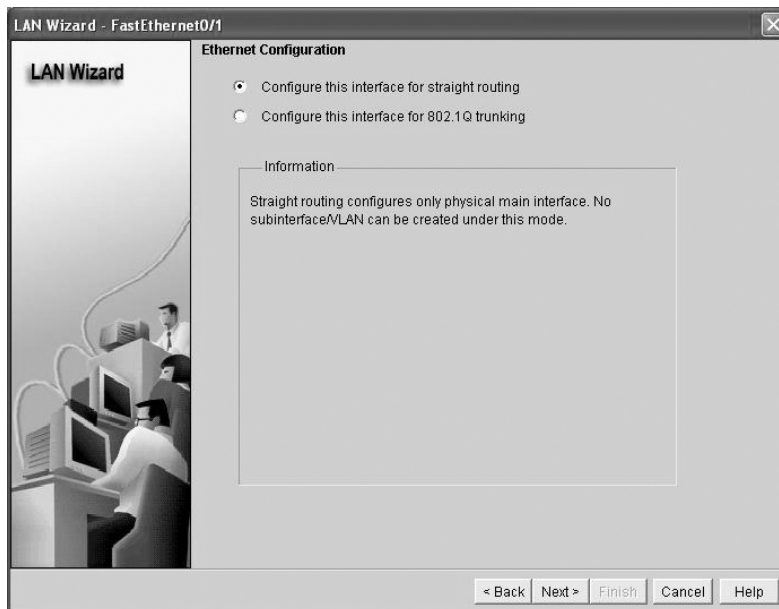 LAN Wizard - FastEthernet0/1
LAN Wizard
Ethernet Configuration
Configure this interface for straight routing
Configure this interface for 802.1Q trunking
Information
Straight routing configures only physical main interface. No
subinterface/VLAN can be created under this mode.
< Back
Next >
Finish
Cancel
Help